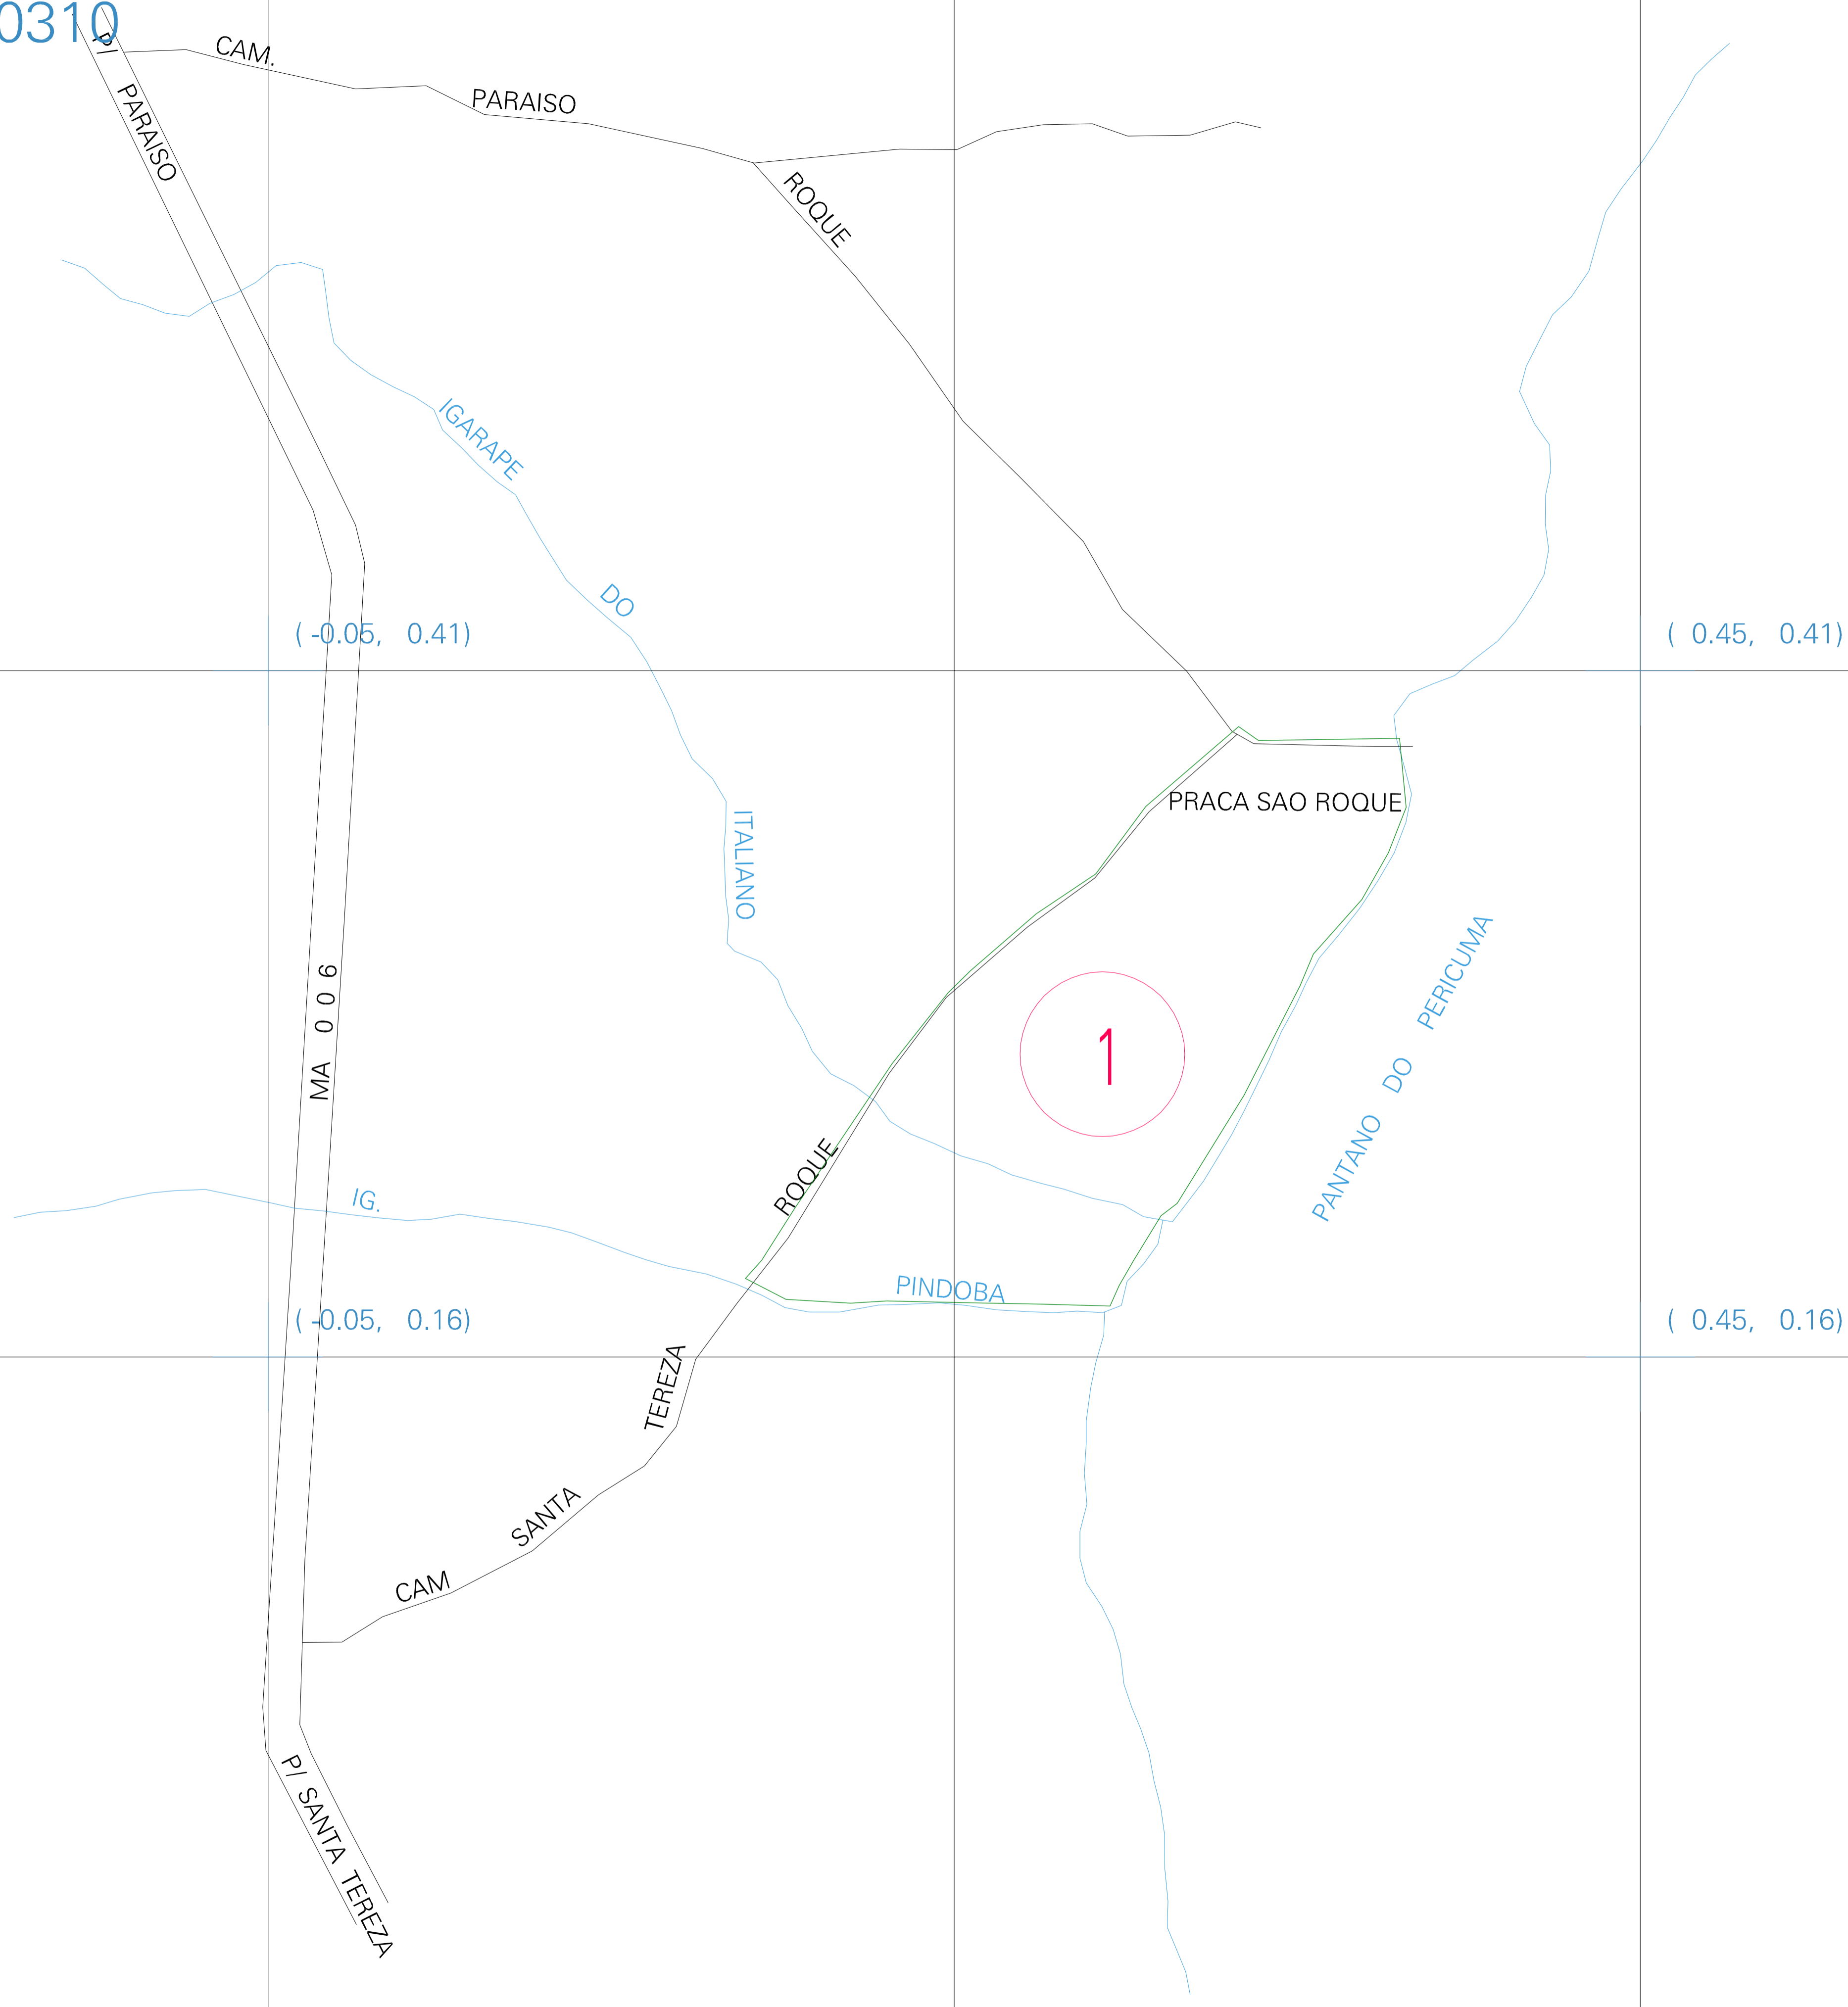 0310
P/ PARAISO
CAM. PARAISO
ROQUE
IGARAPE DO ITALIANO
( -0.05, 0.41)
( 0.45, 0.41)
PRACA SAO ROQUE
MA 006
1
PANTANO DO PERICUMA
ROQUE
IG. PINDOBA
( -0.05, 0.16)
( 0.45, 0.16)
CAM SANTA TEREZA
P/ SANTA TEREZA